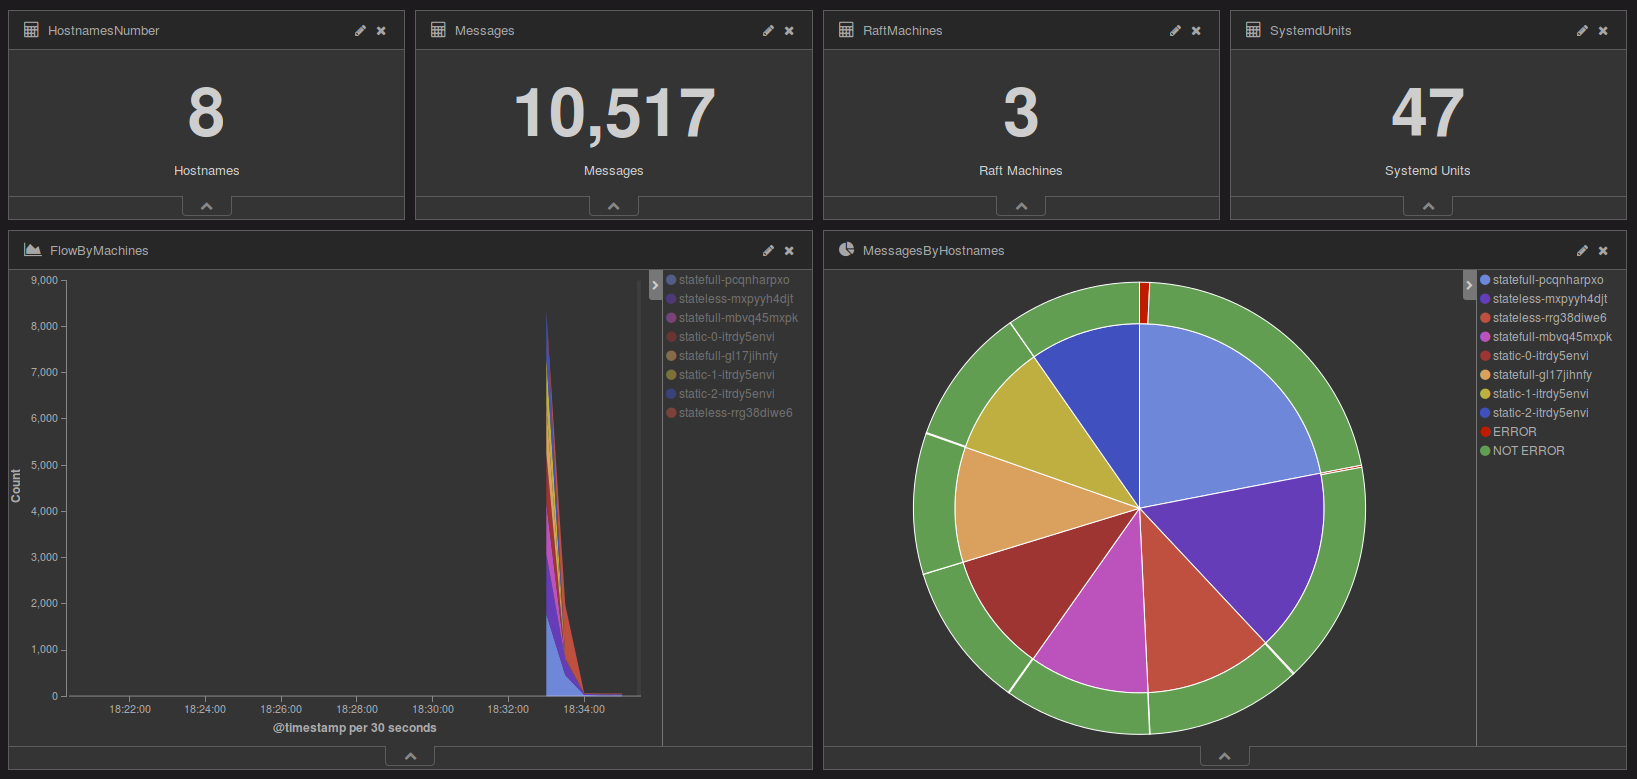 HostnamesNumber
8
Hostnames
Messages
10,517
Messages
RaftMachines
3
Raft Machines
SystemdUnits
47
Systemd Units
FlowByMachines
9,000
8,000
7,000
6,000
5,000
4,000
3,000
2,000
1,000
0
Count
18:22:00 18:24:00 18:26:00 18:28:00 18:30:00 18:32:00 18:34:00
@timestamp per 30 seconds
statefull-pcqnharpxo
stateless-mxpyyh4djt
statefull-mbvq45mxpk
static-0-itrdy5envi
statefull-gl17jihnfy
static-1-itrdy5envi
static-2-itrdy5envi
stateless-rrg38diwe6
MessagesByHostnames
statefull-pcqnharpxo
stateless-mxpyyh4djt
stateless-rrg38diwe6
statefull-mbvq45mxpk
static-0-itrdy5envi
statefull-gl17jihnfy
static-1-itrdy5envi
static-2-itrdy5envi
ERROR
NOT ERROR